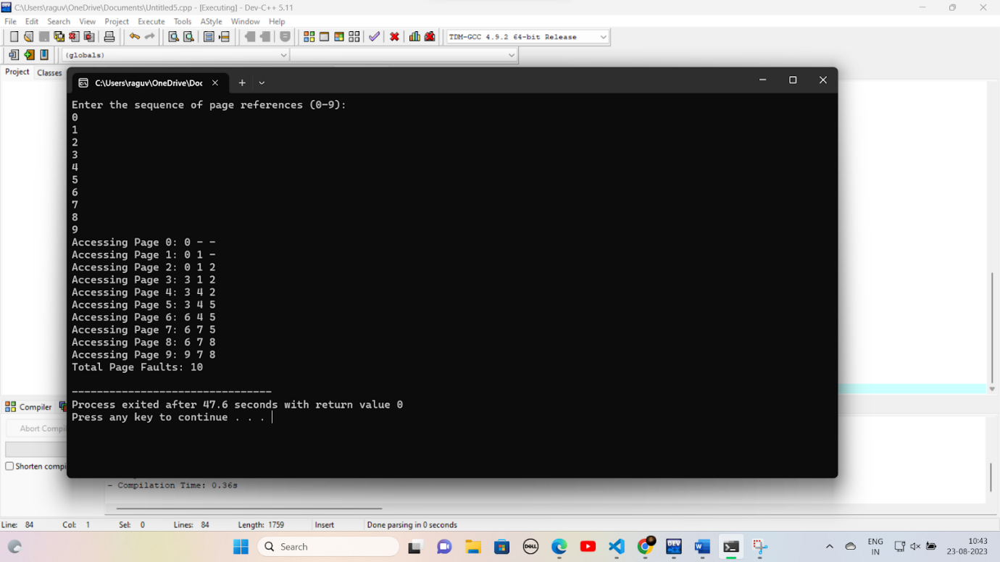 C:\Users\raguv\OneDrive\Documents\Untitled5.cpp - [Executing] - Dev-C++ 5.11
File Edit Search View Project Execute Tools AStyle Window Help
TDM-GCC 4.9.2 64-bit Release
(globals)
Project Classes
C:\Users\raguv\OneDrive\Doc
Enter the sequence of page references (0-9):
0
1
2
3
4
5
6
7
8
9
Accessing Page 0: 0 - -
Accessing Page 1: 0 1 -
Accessing Page 2: 0 1 2
Accessing Page 3: 3 1 2
Accessing Page 4: 3 4 2
Accessing Page 5: 3 4 5
Accessing Page 6: 6 4 5
Accessing Page 7: 6 7 5
Accessing Page 8: 6 7 8
Accessing Page 9: 9 7 8
Total Page Faults: 10
--------------------------------
Process exited after 47.6 seconds with return value 0
Press any key to continue . . .
Compiler
Abort Compi
Shorten compi
- Compilation Time: 0.36s
Line: 84 Col: 1 Sel: 0 Lines: 84 Length: 1759 Insert Done parsing in 0 seconds
Search
DELL
DEV
ENG
IN
10:43
23-08-2023